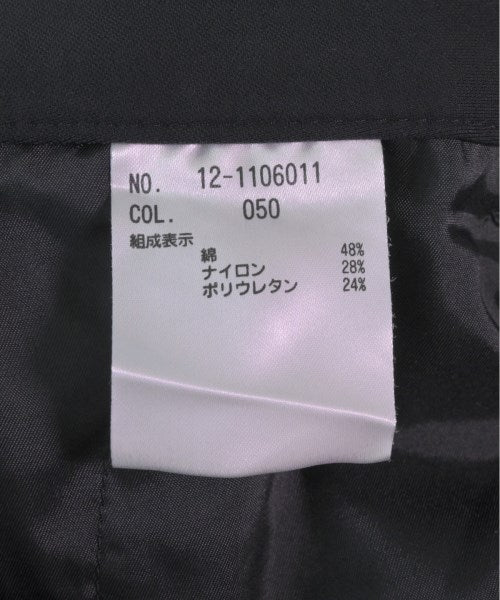 NO. 12-1106011
COL. 050
組成表示
綿 48%
ナイロン 28%
ポリウレタン 24%